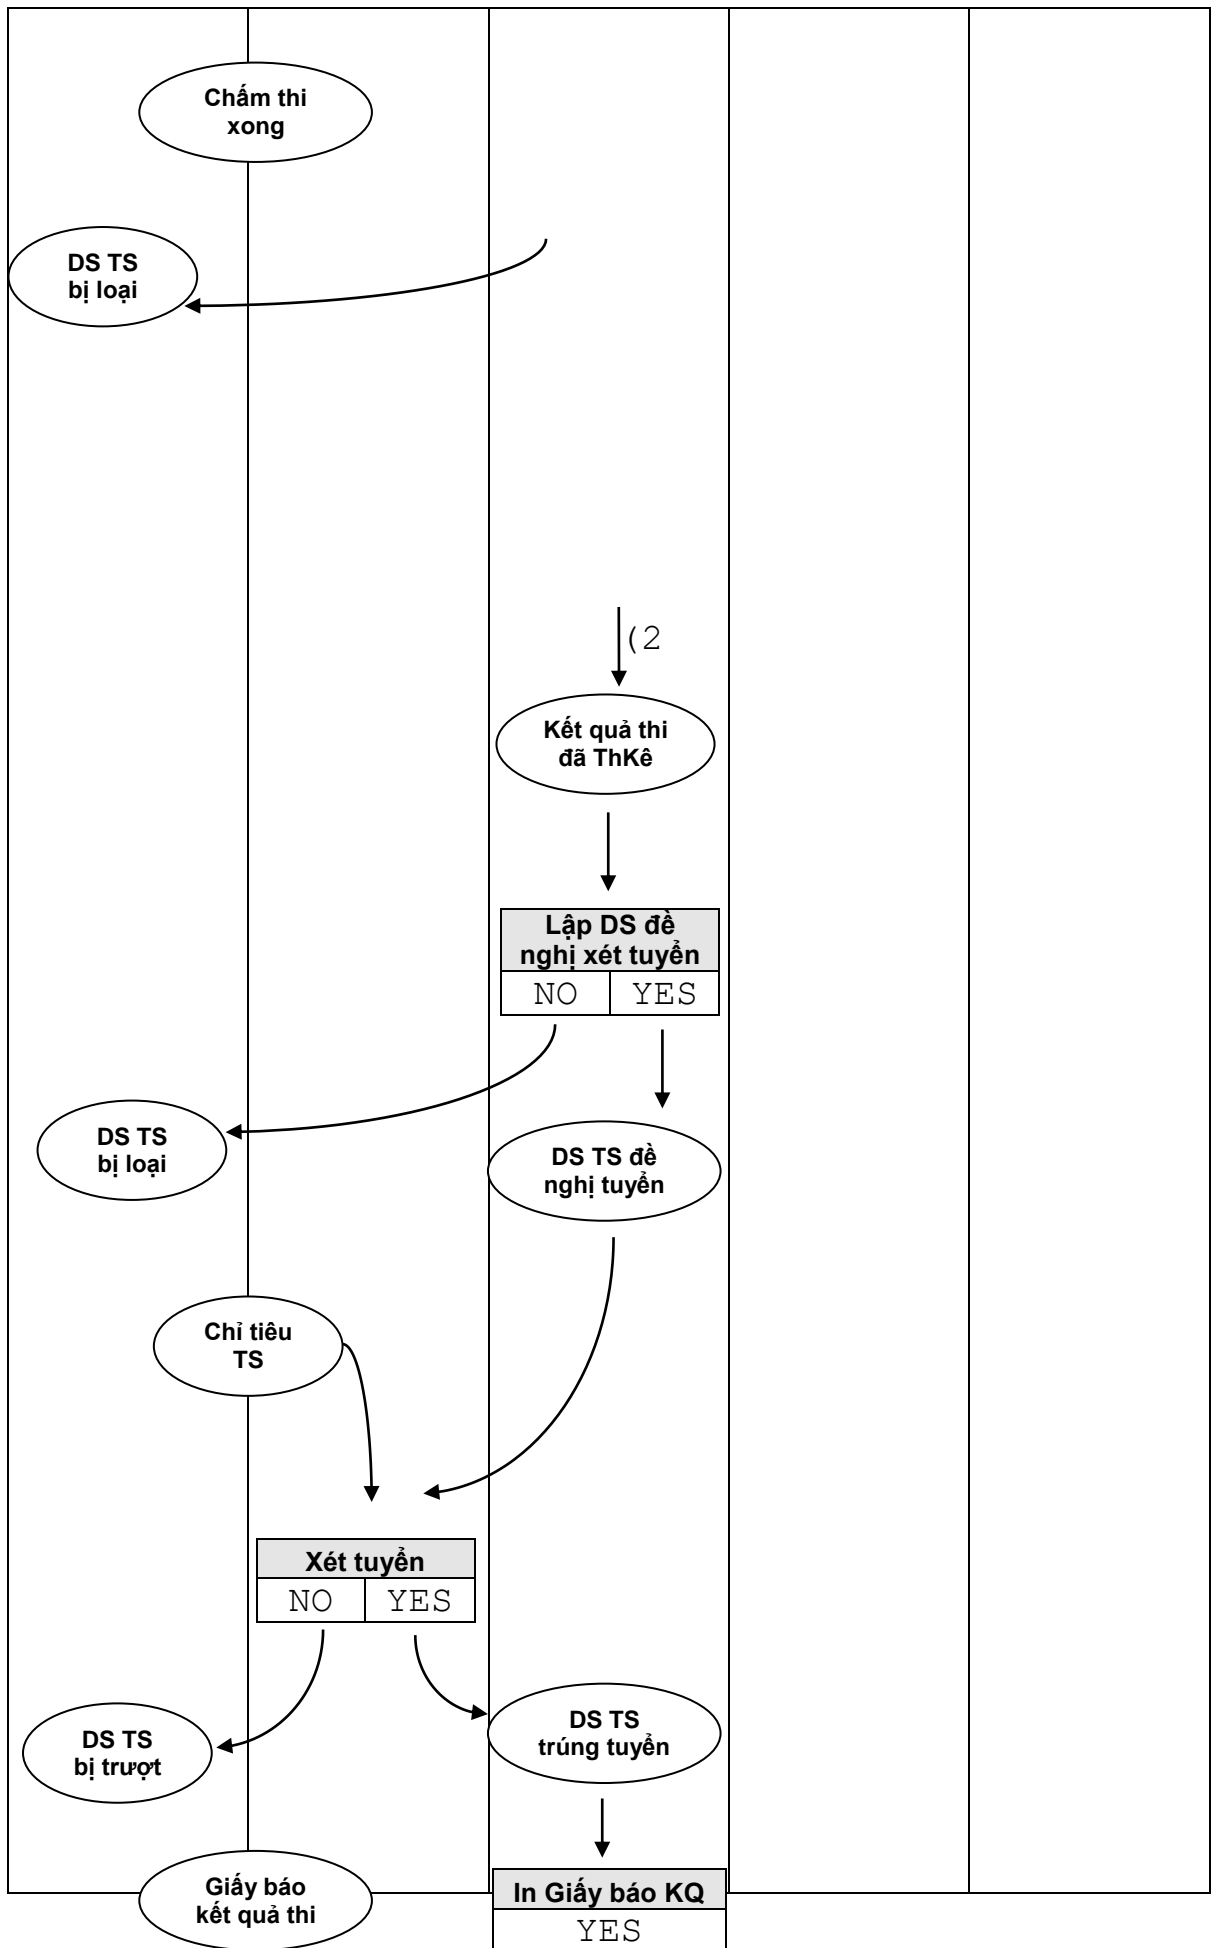 Chấm thi
xong
DS TS
bị loại
(2
Kết quả thi
đã ThKê
Lập DS đề
nghị xét tuyển
NO YES
DS TS
bị loại
DS TS đề
nghị tuyển
Chỉ tiêu
TS
Xét tuyển
NO YES
DS TS
bị trượt
DS TS
trúng tuyển
Giấy báo
kết quả thi
In Giấy báo KQ
YES